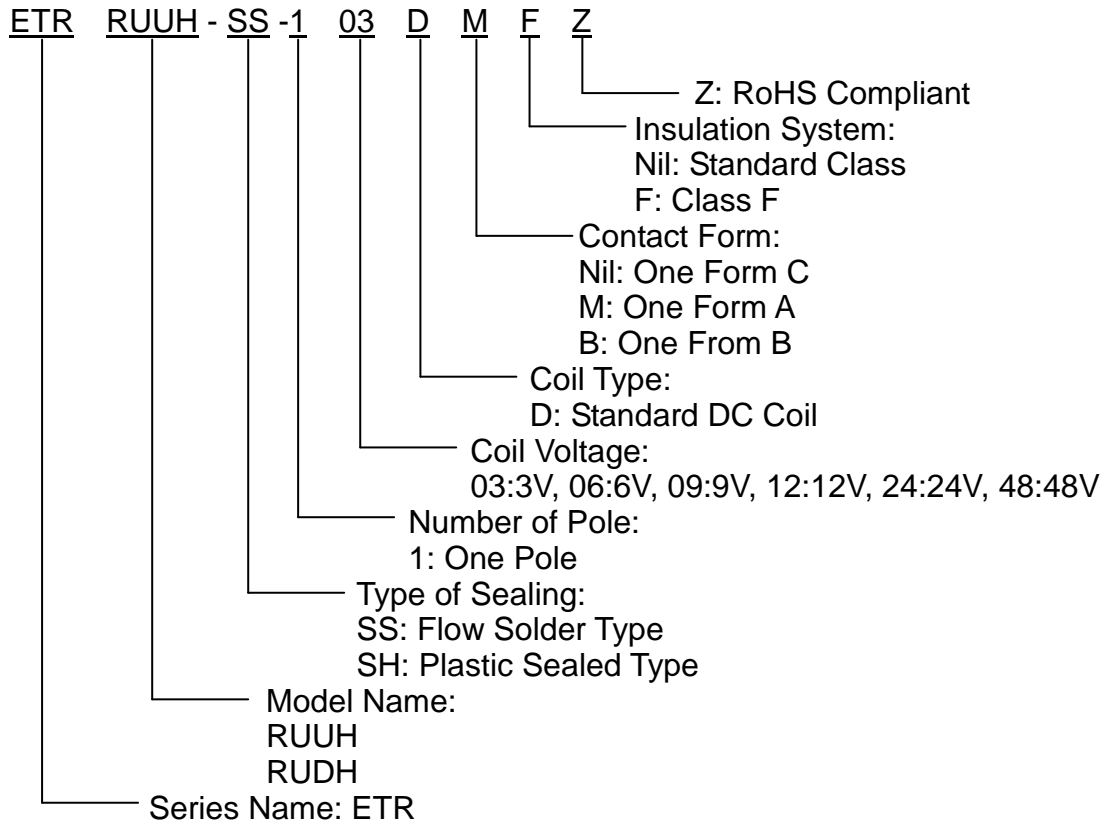 ETR RUUH - SS -1 03 D M F Z
Z: RoHS Compliant
Insulation System:
Nil: Standard Class
F: Class F
Contact Form:
Nil: One Form C
M: One Form A
B: One From B
Coil Type:
D: Standard DC Coil
Coil Voltage:
03:3V, 06:6V, 09:9V, 12:12V, 24:24V, 48:48V
Number of Pole:
1: One Pole
Type of Sealing:
SS: Flow Solder Type
SH: Plastic Sealed Type
Model Name:
RUUH
RUDH
Series Name: ETR